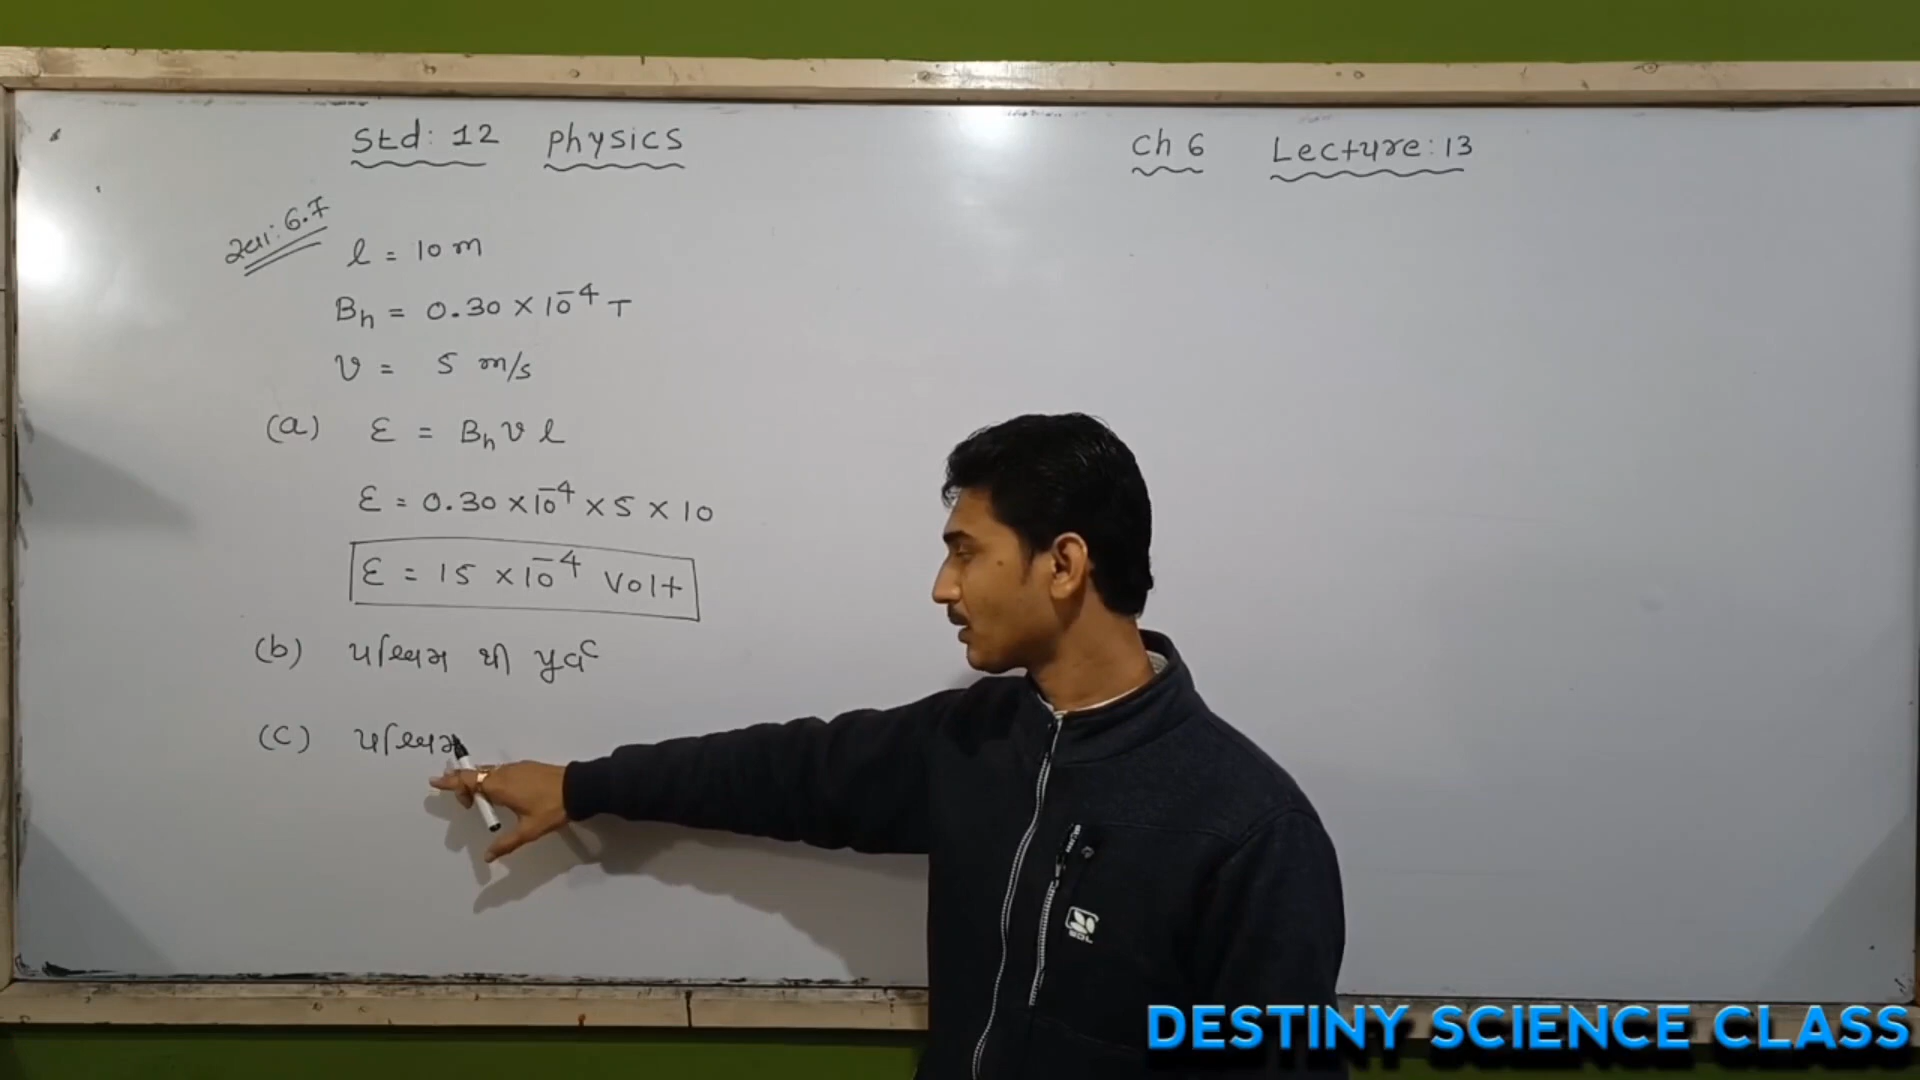 Std: 12 Physics
Ch 6 Lecture: 13
સ્વા: 6.7
l = 10 m
Bh = 0.30 × 10⁻⁴ T
v = 5 m/s
(a) ε = Bh v l
ε = 0.30 × 10⁻⁴ × 5 × 10
ε = 15 × 10⁻⁴ Volt
(b) પશ્ચિમ થી પૂર્વ
(c) પશ્ચિમ
SDL
DESTINY SCIENCE CLASS